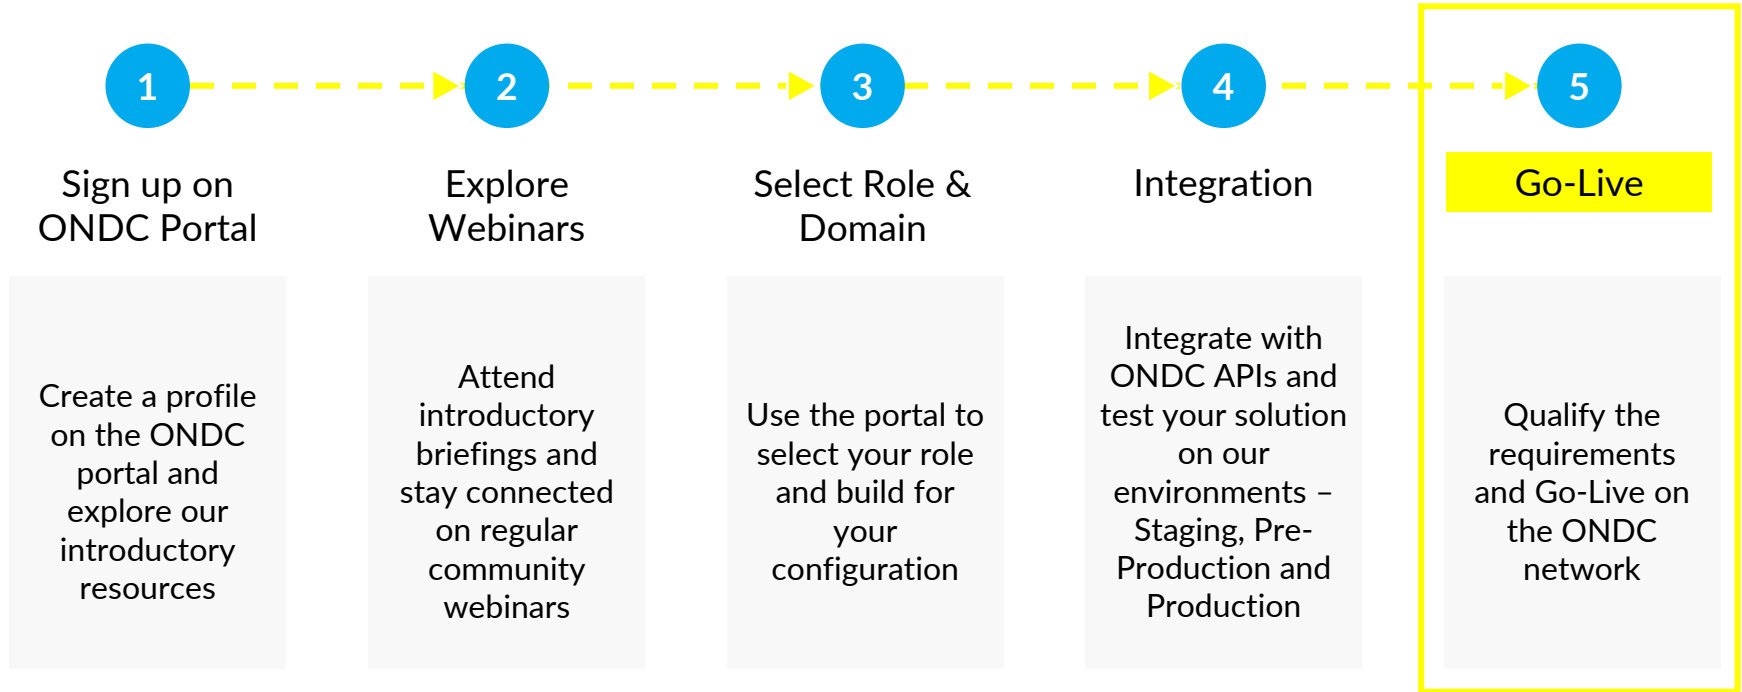 1
2
3
4
5
Sign up on
ONDC Portal
Explore
Webinars
Select Role &
Domain
Integration
Go-Live
Create a profile
on the ONDC
portal and
explore our
introductory
resources
Attend
introductory
briefings and
stay connected
on regular
community
webinars
Use the portal to
select your role
and build for
your
configuration
Integrate with
ONDC APIs and
test your solution
on our
environments –
Staging, Pre-
Production and
Production
Qualify the
requirements
and Go-Live on
the ONDC
network